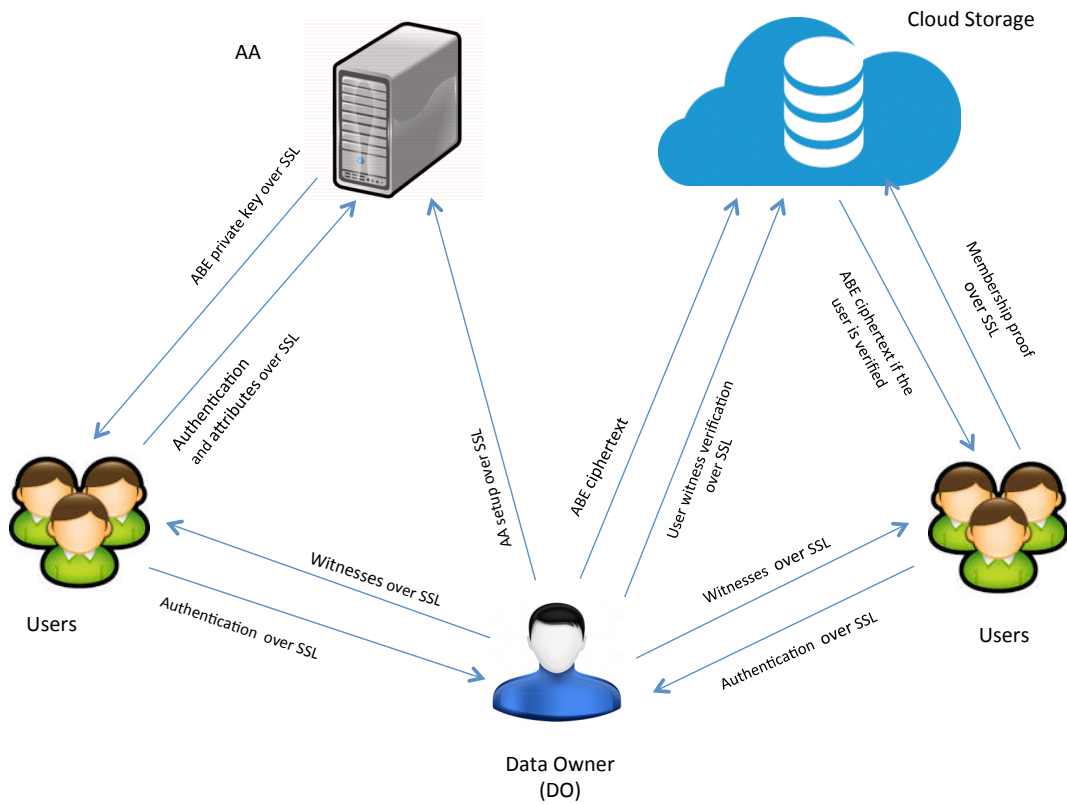 Cloud Storage
AA
ABE private key over SSL
Authentication
and attributes over SSL
AA setup over SSL
ABE ciphertext
User witness verification
over SSL
ABE ciphertext if the
user is verified
Membership proof
over SSL
Witnesses over SSL
Authentication over SSL
Witnesses over SSL
Authentication over SSL
Users
Users
Data Owner
(DO)